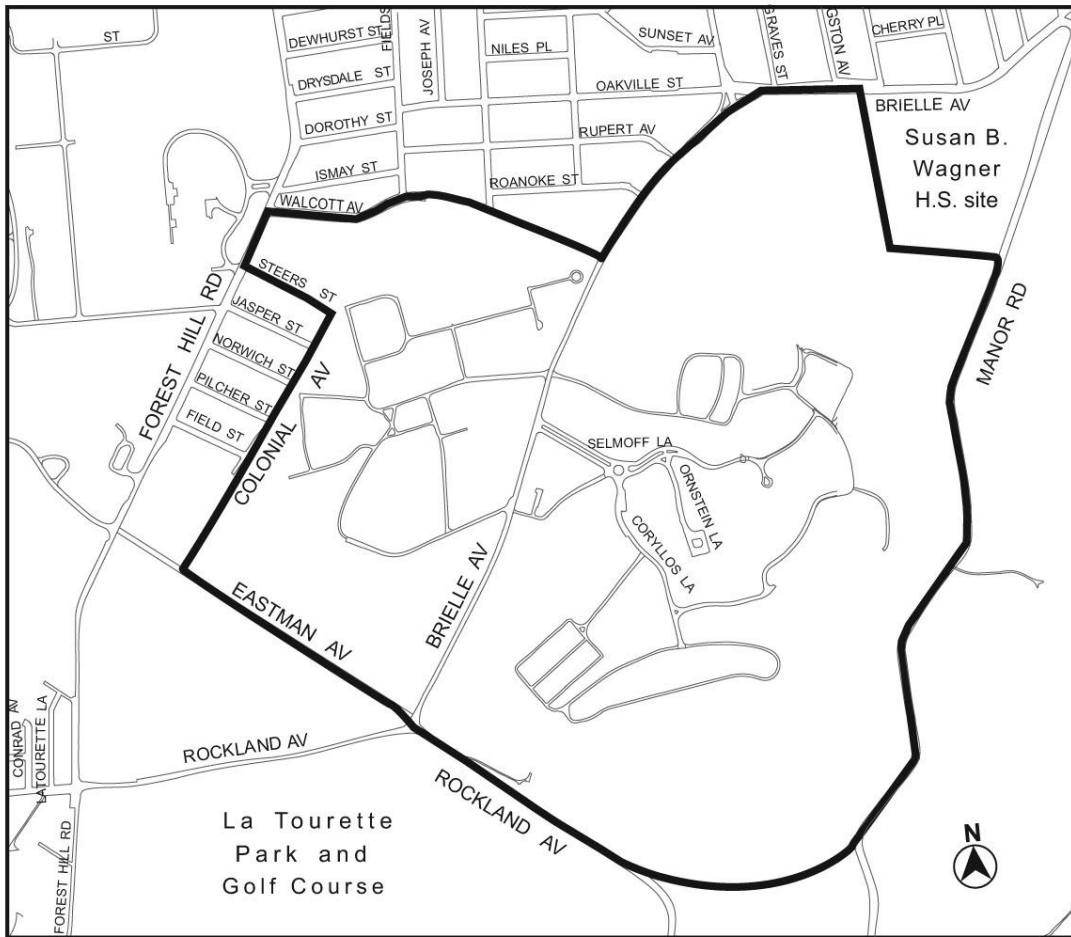 ST
DEWHURST ST
FIELDS
JOSEPH AV
NILES PL
SUNSET AV
GRAVES ST
GSTON AV
CHERRY PL
DRYSDALE ST
OAKVILLE ST
BRIELLE AV
DOROTHY ST
RUPERT AV
Susan B.
Wagner
H.S. site
ISMAY ST
ROANOKE ST
WALCOTT AV
STEERS ST
FOREST HILL RD
JASPER ST
MANOR RD
NORWICH ST
PILCHER ST
FIELD ST
COLONIAL AV
SELMOFF LA
ORNSTEIN LA
CORYLLOS LA
BRIELLE AV
EASTMAN AV
CONRAD AV
LATOURETTE LA
ROCKLAND AV
ROCKLAND AV
La Tourette
Park and
Golf Course
FOREST HILL RD
N